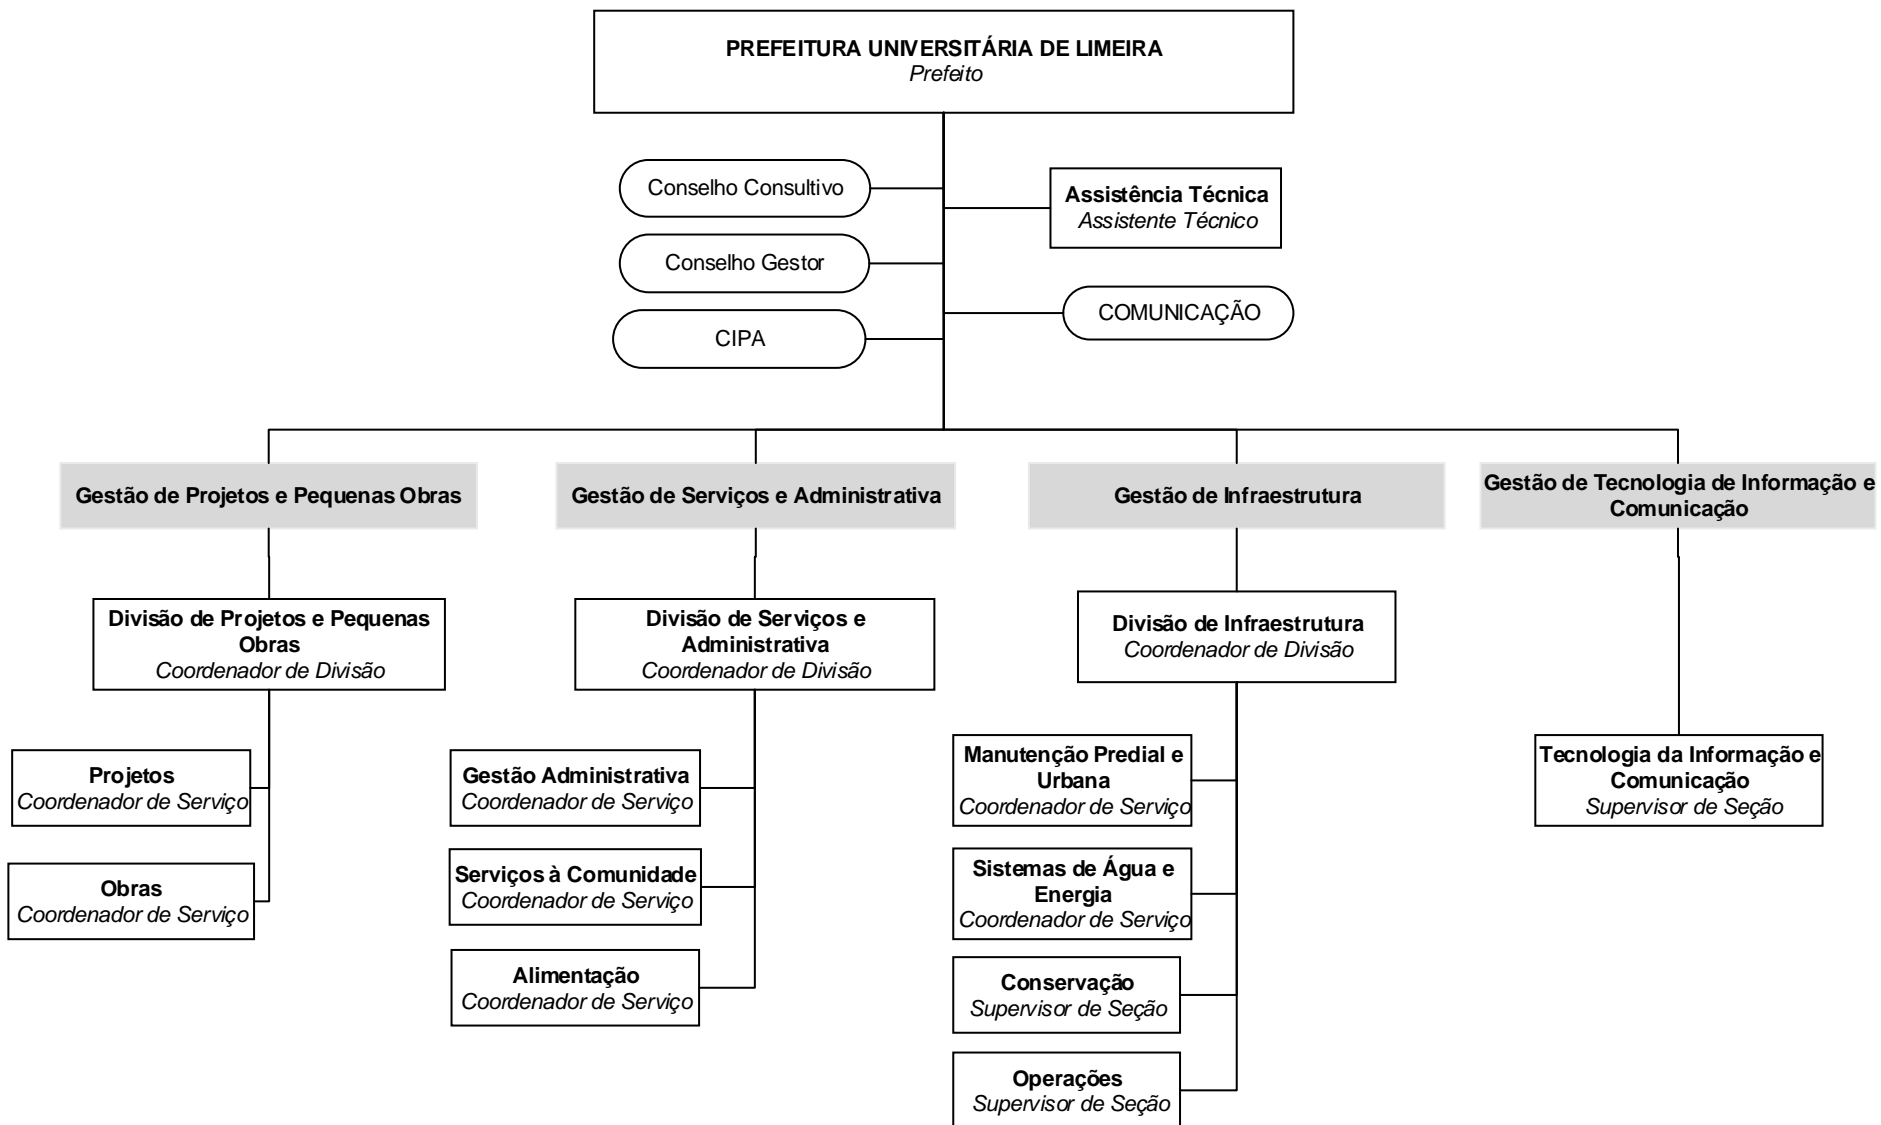 PREFEITURA UNIVERSITÁRIA DE LIMEIRA
Prefeito
Conselho Consultivo
Assistência Técnica
Assistente Técnico
Conselho Gestor
COMUNICAÇÃO
CIPA
Gestão de Projetos e Pequenas Obras
Gestão de Serviços e Administrativa
Gestão de Infraestrutura
Gestão de Tecnologia de Informação e
Comunicação
Divisão de Projetos e Pequenas
Obras
Coordenador de Divisão
Divisão de Serviços e
Administrativa
Coordenador de Divisão
Divisão de Infraestrutura
Coordenador de Divisão
Projetos
Coordenador de Serviço
Obras
Coordenador de Serviço
Gestão Administrativa
Coordenador de Serviço
Serviços à Comunidade
Coordenador de Serviço
Alimentação
Coordenador de Serviço
Manutenção Predial e
Urbana
Coordenador de Serviço
Sistemas de Água e
Energia
Coordenador de Serviço
Conservação
Supervisor de Seção
Operações
Supervisor de Seção
Tecnologia da Informação e
Comunicação
Supervisor de Seção